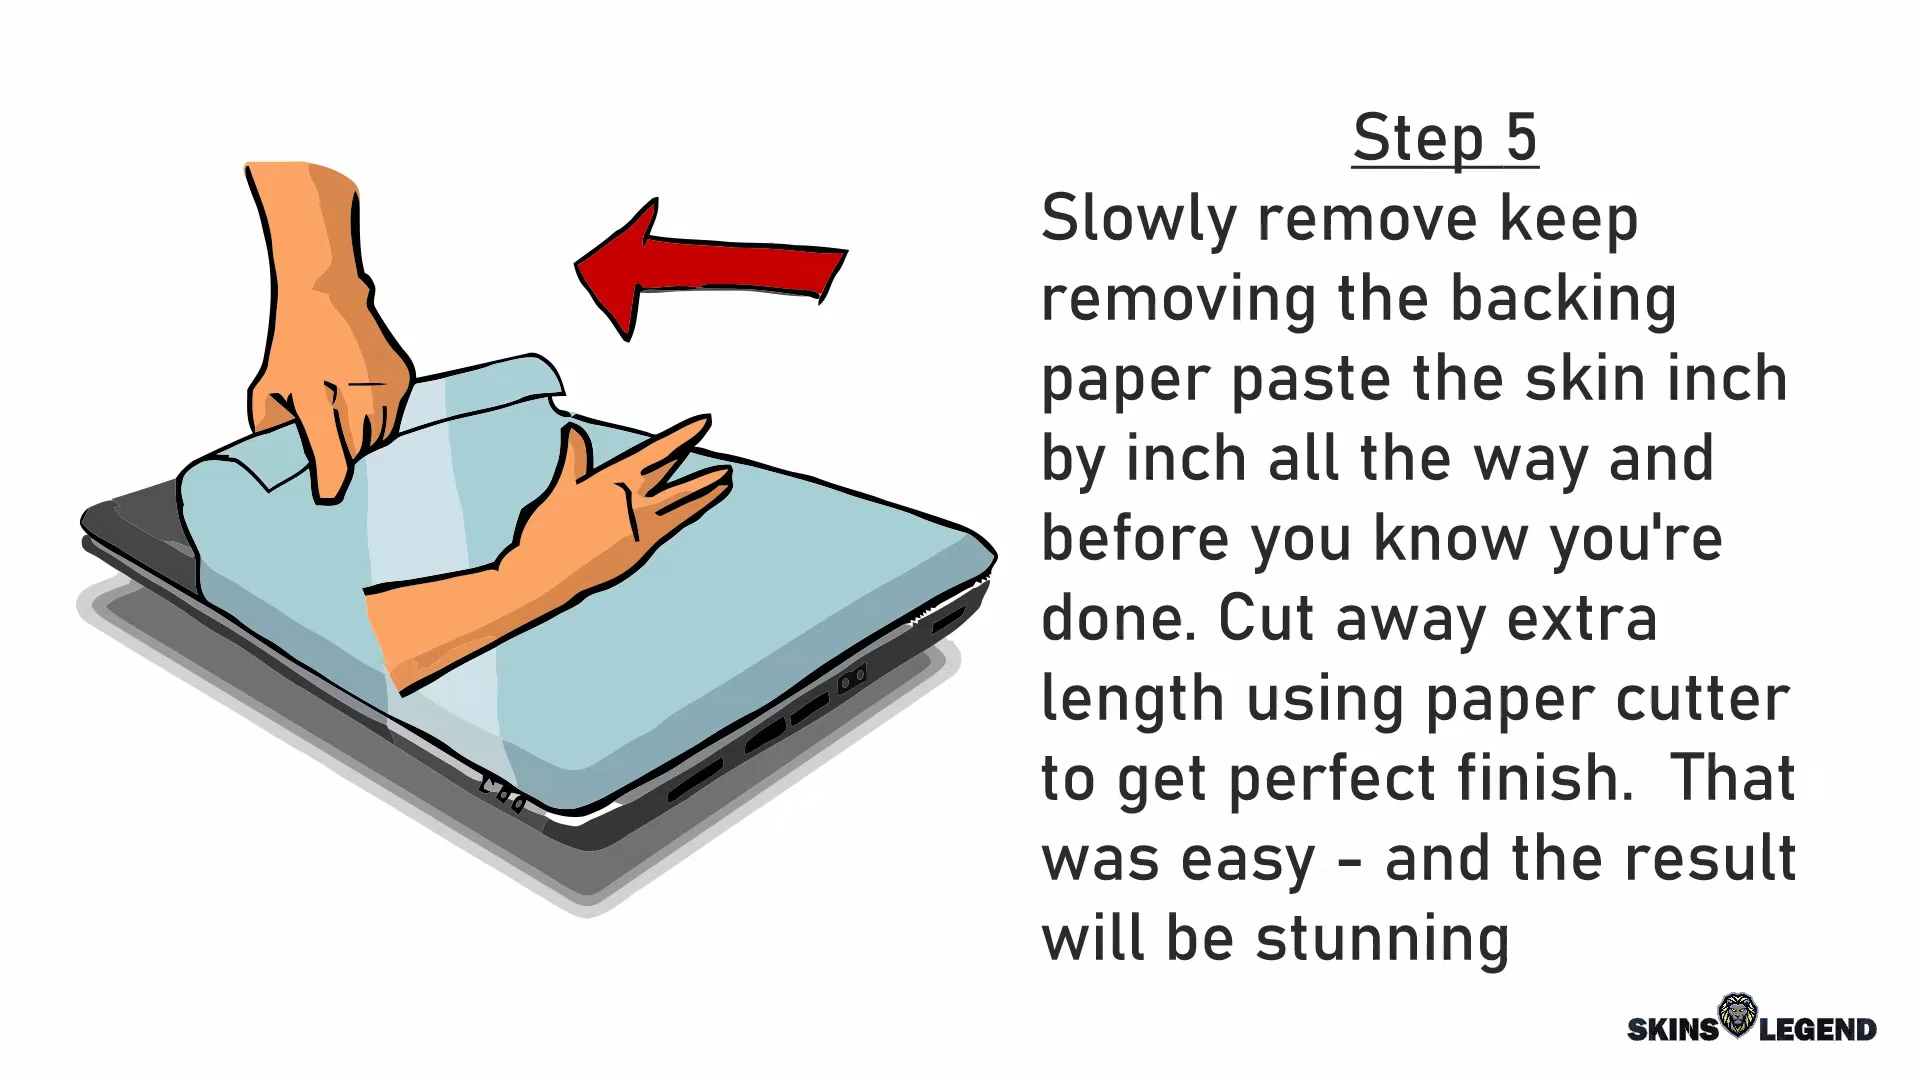 Step 5
Slowly remove keep
removing the backing
paper paste the skin inch
by inch all the way and
before you know you're
done. Cut away extra
length using paper cutter
to get perfect finish.  That
was easy - and the result
will be stunning
SKINS LEGEND